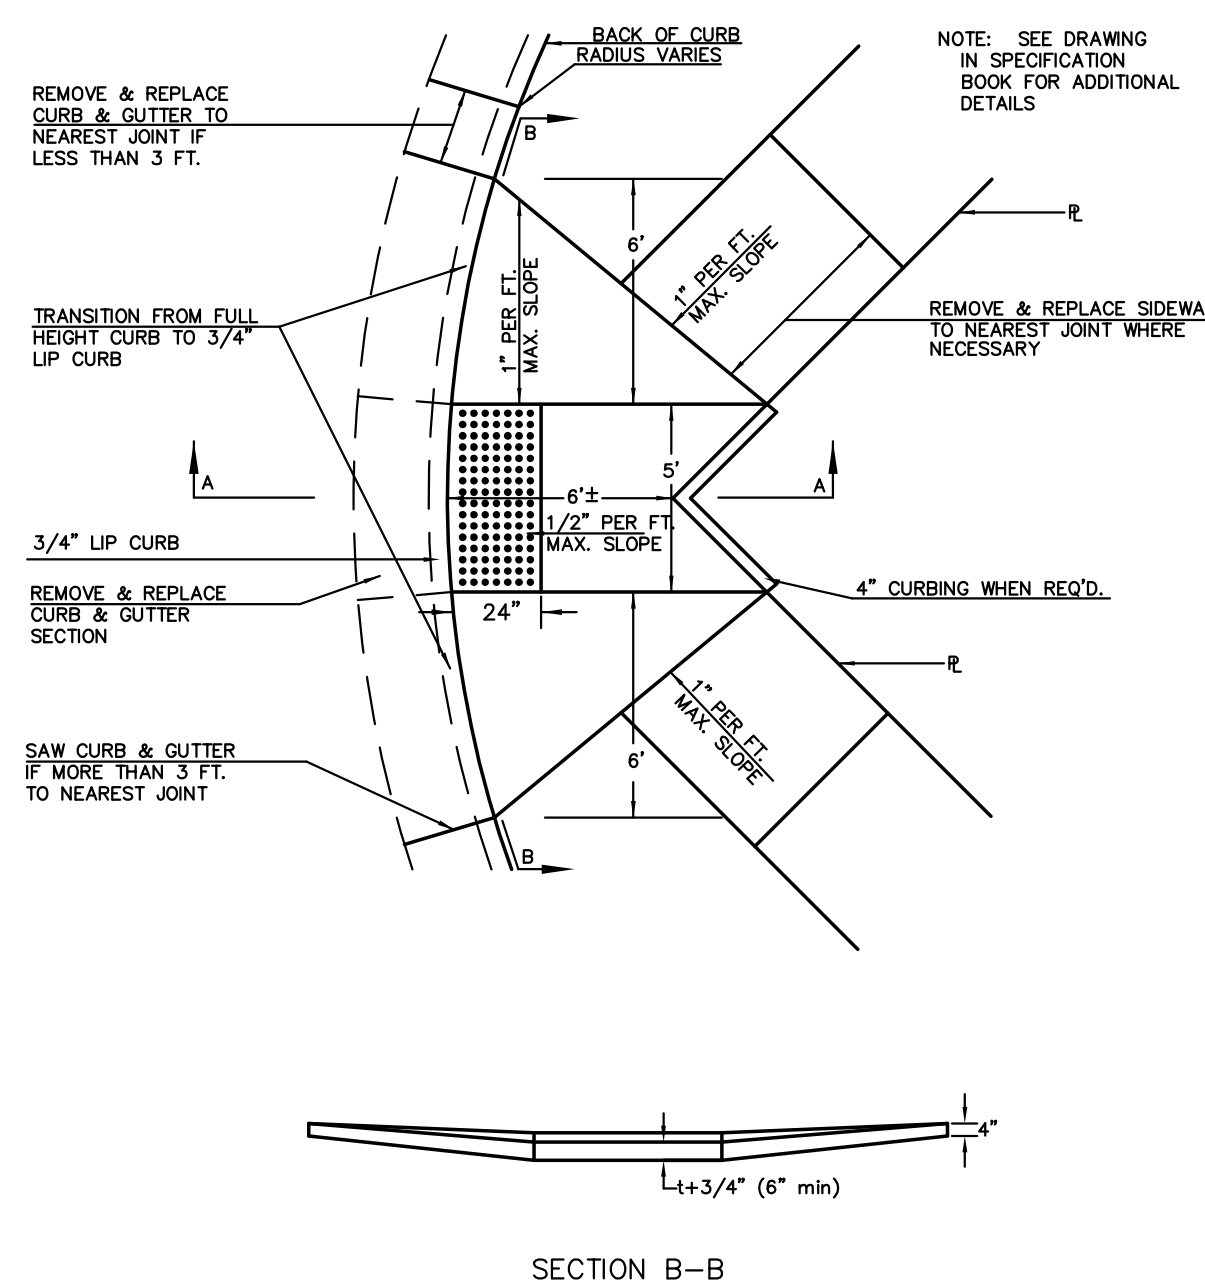 BACK OF CURB
RADIUS VARIES
NOTE: SEE DRAWING
IN SPECIFICATION
BOOK FOR ADDITIONAL
DETAILS
REMOVE & REPLACE
CURB & GUTTER TO
NEAREST JOINT IF
LESS THAN 3 FT.
B
6'
1" PER FT.
MAX. SLOPE
1" PER FT.
MAX. SLOPE
PL
TRANSITION FROM FULL
HEIGHT CURB TO 3/4"
LIP CURB
REMOVE & REPLACE SIDEWA
TO NEAREST JOINT WHERE
NECESSARY
A
5'
6'±
A
1/2" PER FT.
MAX. SLOPE
3/4" LIP CURB
REMOVE & REPLACE
CURB & GUTTER
SECTION
24"
4" CURBING WHEN REQ'D.
PL
1" PER FT.
MAX. SLOPE
6'
SAW CURB & GUTTER
IF MORE THAN 3 FT.
TO NEAREST JOINT
B
4"
t+3/4" (6" min)
SECTION B-B